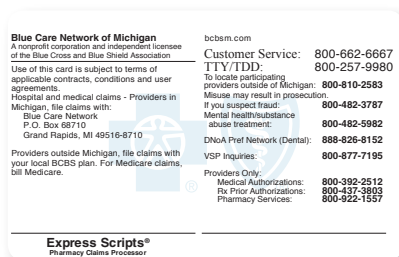 Blue Care Network of Michigan
A nonprofit corporation and independent licensee
of the Blue Cross and Blue Shield Association
Use of this card is subject to terms of
applicable contracts, conditions and user
agreements.
Hospital and medical claims - Providers in
Michigan, file claims with:
Blue Care Network
P.O. Box 68710
Grand Rapids, MI 49516-8710
Providers outside Michigan, file claims with
your local BCBS plan. For Medicare claims,
bill Medicare.
Express Scripts®
Pharmacy Claims Processor
bcbsm.com
Customer Service: 800-662-6667
TTY/TDD: 800-257-9980
To locate participating
providers outside of Michigan: 800-810-2583
Misuse may result in prosecution.
If you suspect fraud: 800-482-3787
Mental health/substance
abuse treatment: 800-482-5982
DNoA Pref Network (Dental): 888-826-8152
VSP Inquiries: 800-877-7195
Providers Only:
Medical Authorizations: 800-392-2512
Rx Prior Authorizations: 800-437-3803
Pharmacy Services: 800-922-1557